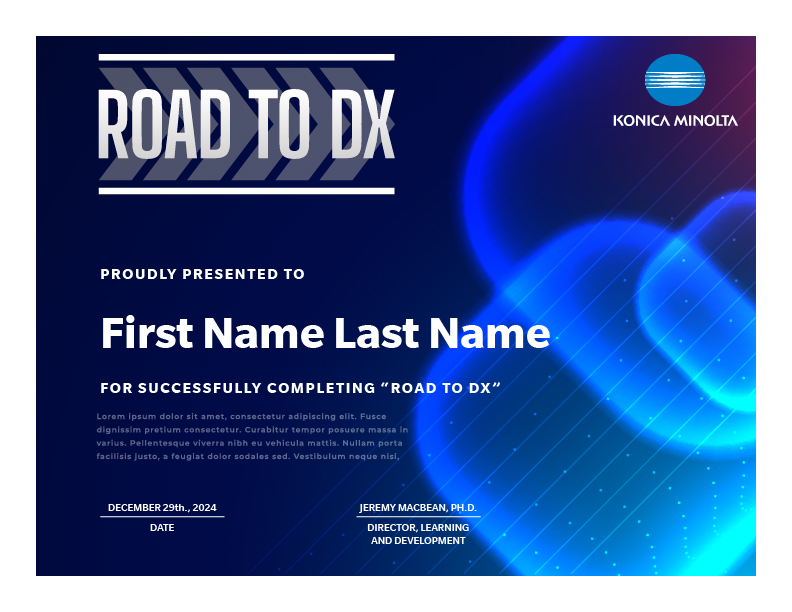 ROAD TO DX
KONICA MINOLTA
PROUDLY PRESENTED TO
First Name Last Name
FOR SUCCESSFULLY COMPLETING “ROAD TO DX”
Lorem ipsum dolor sit amet, consectetur adipiscing elit. Fusce
dignissim pretium consectetur. Curabitur tempor posuere massa in
varius. Pellentesque viverra nibh eu vehicula mattis. Nullam porta
facilisis justo, a feugiat dolor sodales sed. Vestibulum neque nisi,
DECEMBER 29th., 2024
DATE
JEREMY MACBEAN, PH.D.
DIRECTOR, LEARNING
AND DEVELOPMENT